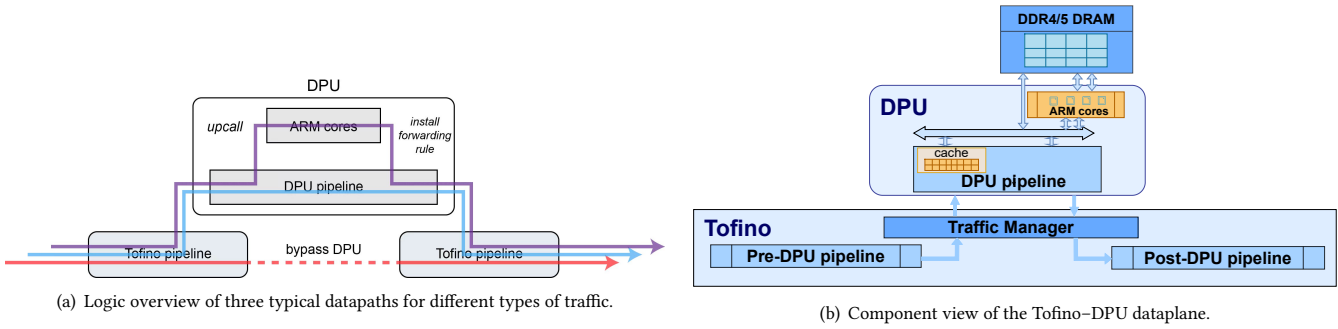 DPU
upcall
ARM cores
install
forwarding
rule
DPU pipeline
Tofino pipeline
bypass DPU
Tofino pipeline
(a) Logic overview of three typical datapaths for different types of traffic.
DDR4/5 DRAM
DPU
ARM cores
cache
DPU pipeline
Tofino
Traffic Manager
Pre-DPU pipeline
Post-DPU pipeline
(b) Component view of the Tofino–DPU dataplane.